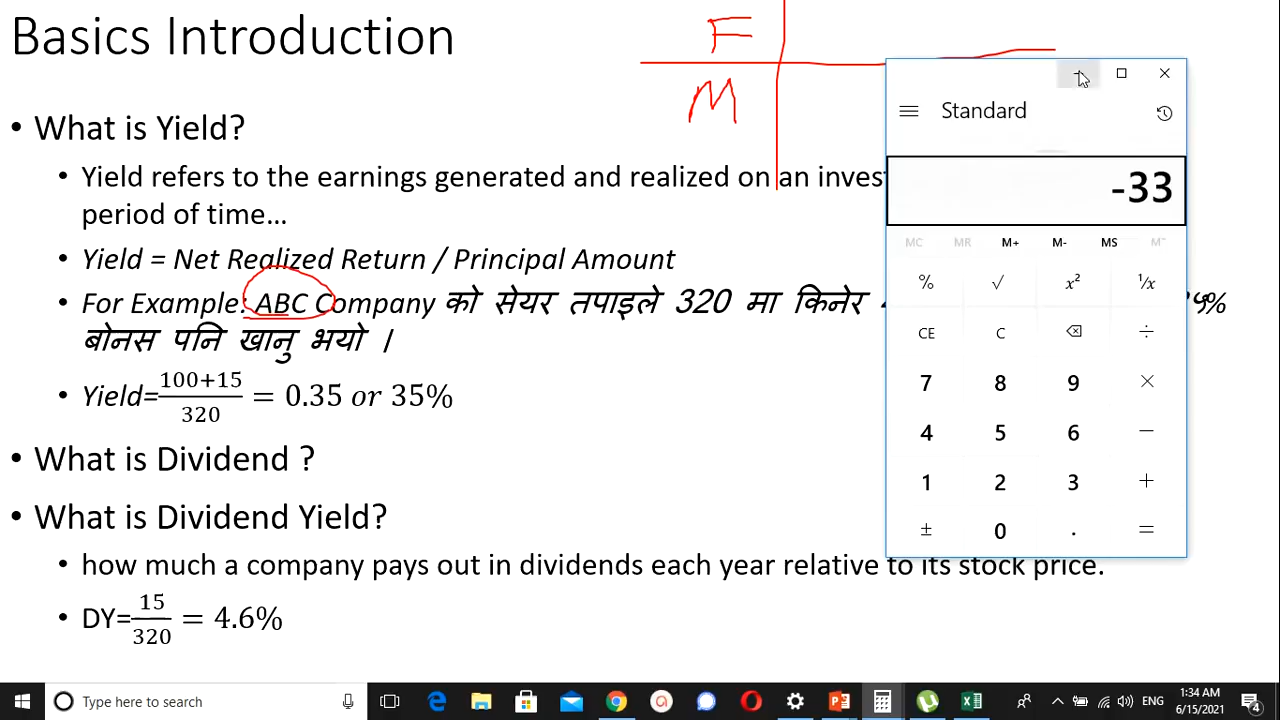 Basics Introduction
F
M
• What is Yield?
• Yield refers to the earnings generated and realized on an
period of time…
• Yield = Net Realized Return / Principal Amount
• For Example: ABC Company को सेयर तपाइले 320 मा किनेर
बोनस पनि खानु भयो ।
• Yield=100+15/320 = 0.35 or 35%
• What is Dividend ?
• What is Dividend Yield?
• how much a company pays out in dividends each year relative to its stock price.
• DY=15/320 = 4.6%
Standard
-33
MC MR M+ M- MS
% √ x² ¹/x
CE C ÷
7 8 9 ×
4 5 6 −
1 2 3 +
± 0 . =
Type here to search
ENG
1:34 AM
6/15/2021
4